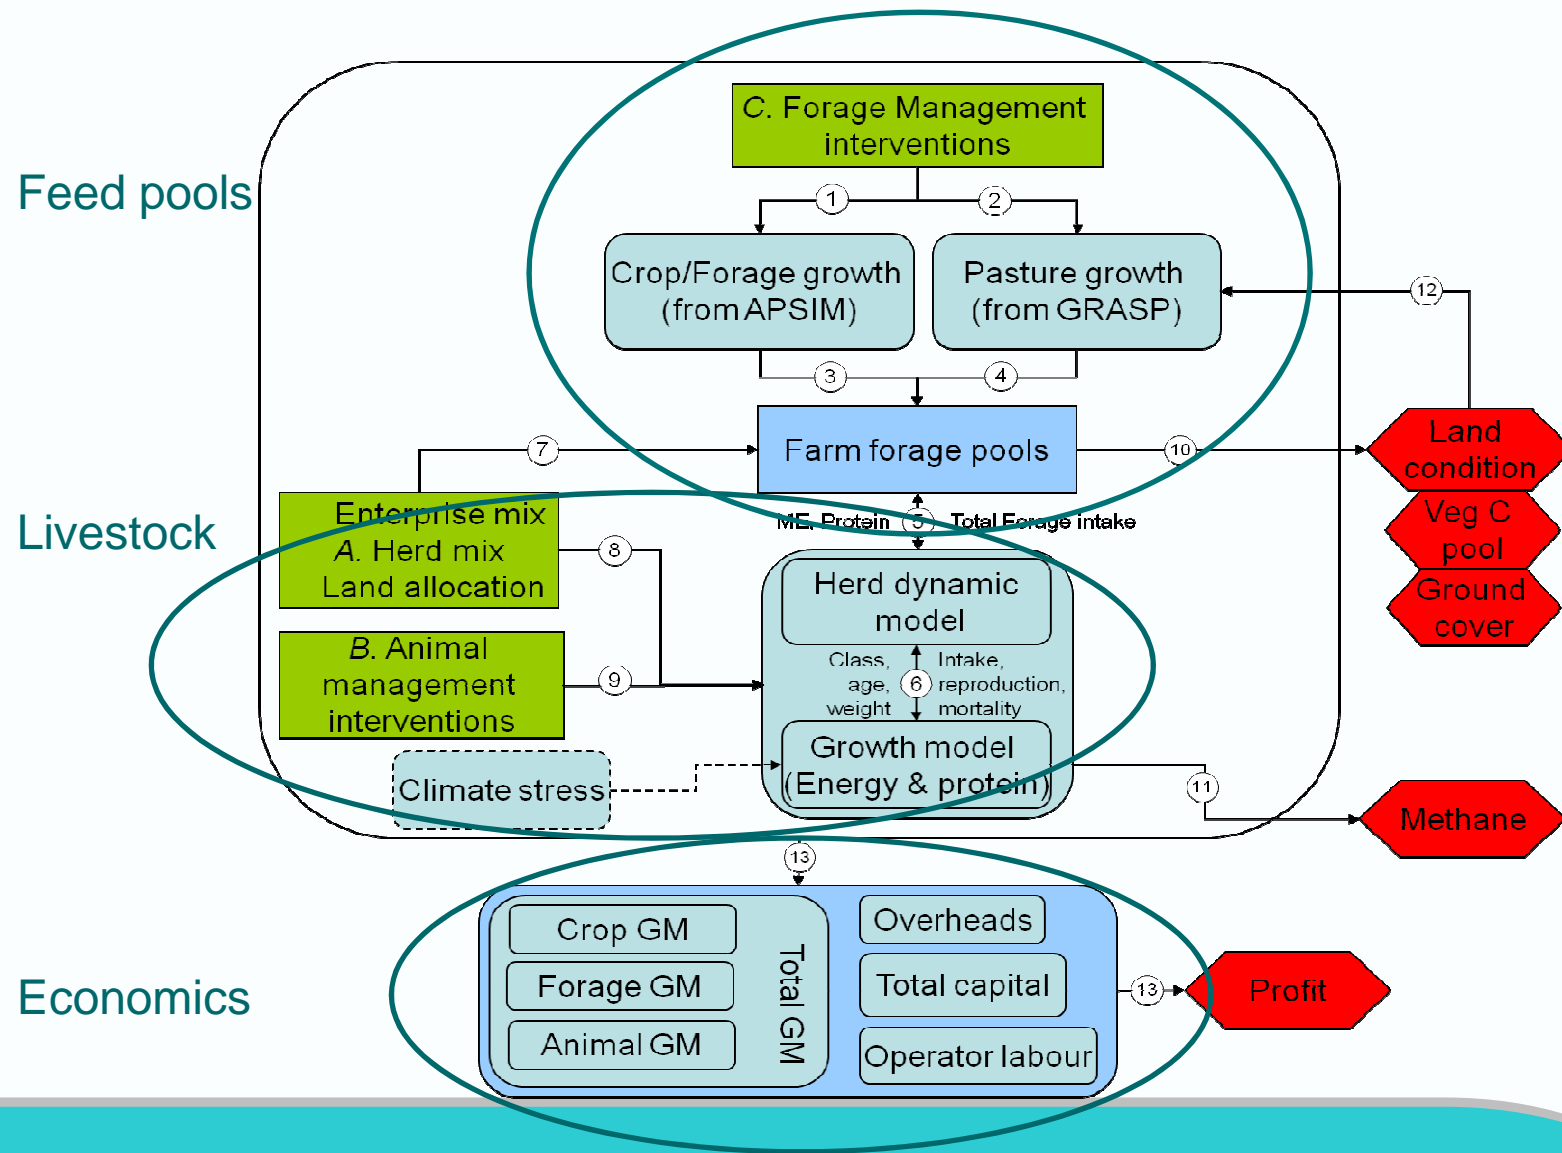 Feed pools
C. Forage Management
interventions
1
2
Crop/Forage growth
(from APSIM)
Pasture growth
(from GRASP)
12
3
4
Farm forage pools
7
10
Land
condition
Veg C
pool
Ground
cover
Livestock
Enterprise mix
A. Herd mix
Land allocation
8
ME, Protein
5
Total Forage intake
Herd dynamic
model
Class,
age,
weight
6
Intake,
reproduction,
mortality
B. Animal
management
interventions
9
Growth model
(Energy & protein)
Climate stress
11
Methane
13
Economics
Crop GM
Forage GM
Animal GM
Total GM
Overheads
Total capital
Operator labour
13
Profit